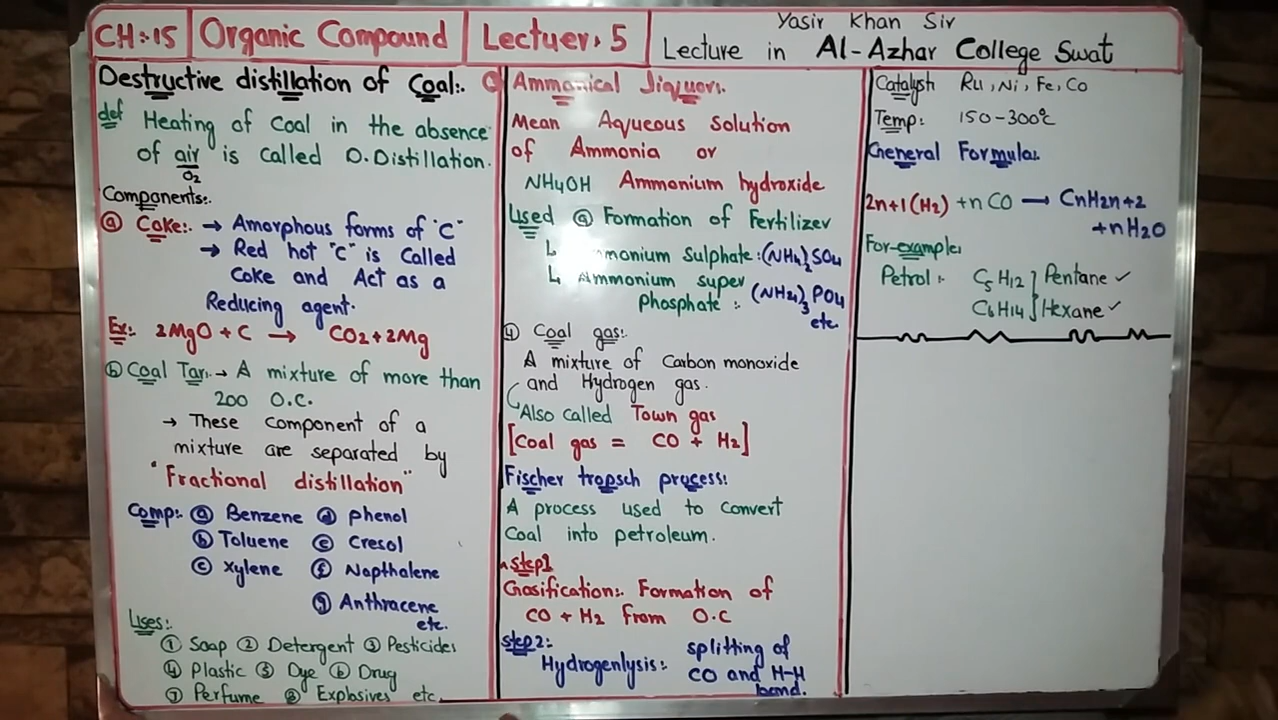 CH:15 Organic Compound Lectuer: 5
Yasir Khan Sir
Lecture in Al-Azhar College Swat
Destructive distillation of Coal:.
def Heating of Coal in the absence
of air is called D.Distillation.
O2
Components:.
(a) Coke:. → Amorphous forms of "C"
→ Red hot "C" is Called
Coke and Act as a
Reducing agent.
Ex: 2MgO + C → CO2 + 2Mg
(b) Coal Tar:. → A mixture of more than
200 O.C.
→ These component of a
mixture are separated by
"Fractional distillation"
Comp: (a) Benzene (d) phenol
(b) Toluene (e) Cresol
(c) xylene (f) Napthalene
(g) Anthracene
etc.
Uses:
(1) Soap (2) Detergent (3) Pesticides
(4) Plastic (5) Dye (6) Drug
(7) Perfume (8) Explosives etc.
(c) Ammonical liquor:.
Mean Aqueous solution
of Ammonia or
NH4OH Ammonium hydroxide
Used (a) Formation of Fertilizer
↳ mmonium Sulphate: (NH4)2SO4
↳ Ammonium super
Phosphate: (NH4)3PO4
etc.
(d) Coal gas:
A mixture of Carbon monoxide
and Hydrogen gas.
Also called Town gas
[Coal gas = CO + H2]
Fischer tropsch process:
A process used to convert
Coal into petroleum.
step1
Gasification:. Formation of
CO + H2 from O.C
step2:
Hydrogenlysis: splitting of
CO and H-H
bond.
Catalyst: Ru, Ni, Fe, Co
Temp: 150-300°C
General Formula:
2n+1(H2) + nCO → CnH2n+2
+nH2O
For-example:
Petrol: C5H12 ] Pentane ✓
C6H14 ] Hexane ✓